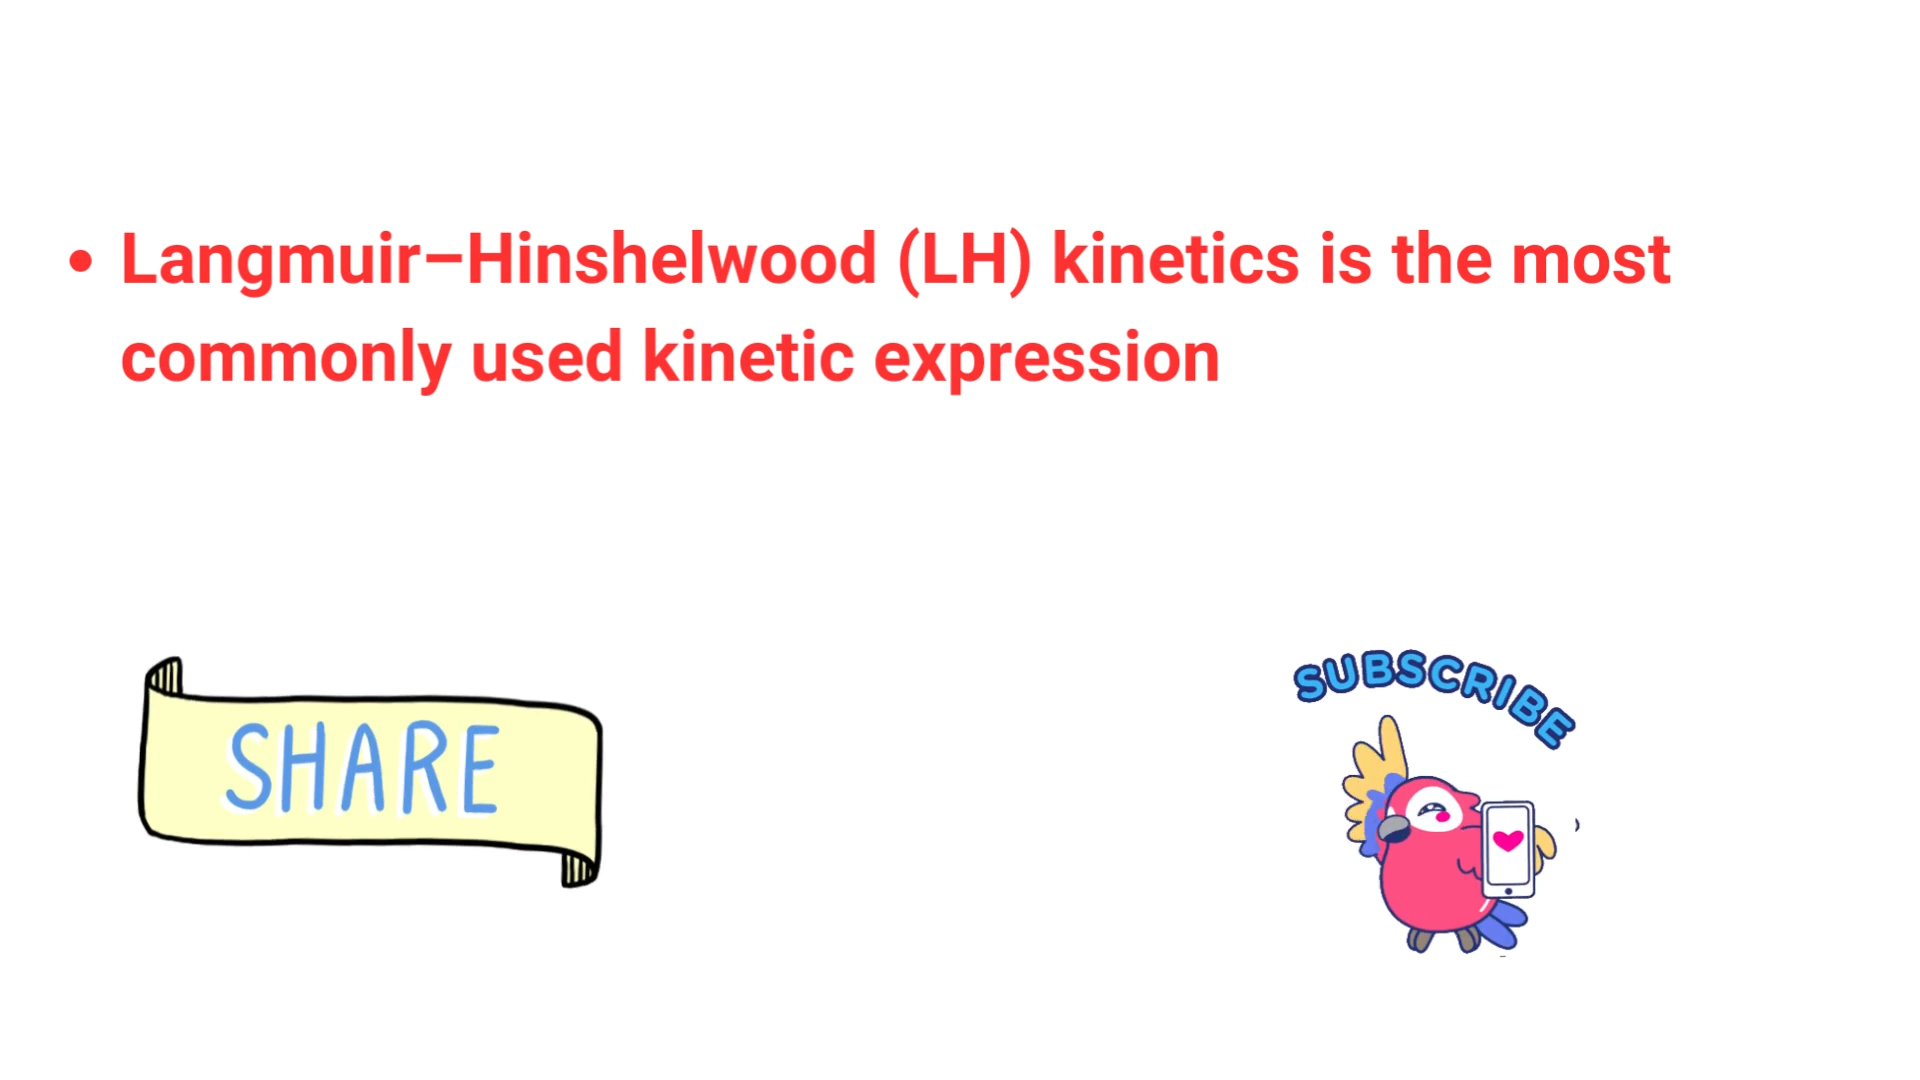 • Langmuir–Hinshelwood (LH) kinetics is the most
commonly used kinetic expression
SHARE
SUBSCRIBE